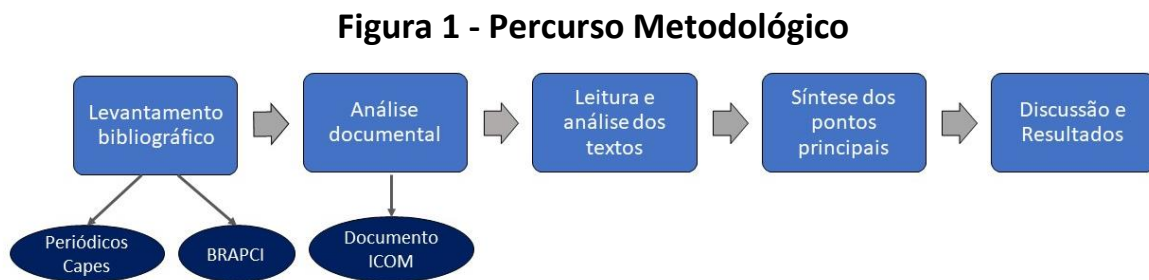 Figura 1 - Percurso Metodológico
Levantamento
bibliográfico
Análise
documental
Leitura e
análise dos
textos
Síntese dos
pontos
principais
Discussão e
Resultados
Periódicos
Capes
BRAPCI
Documento
ICOM